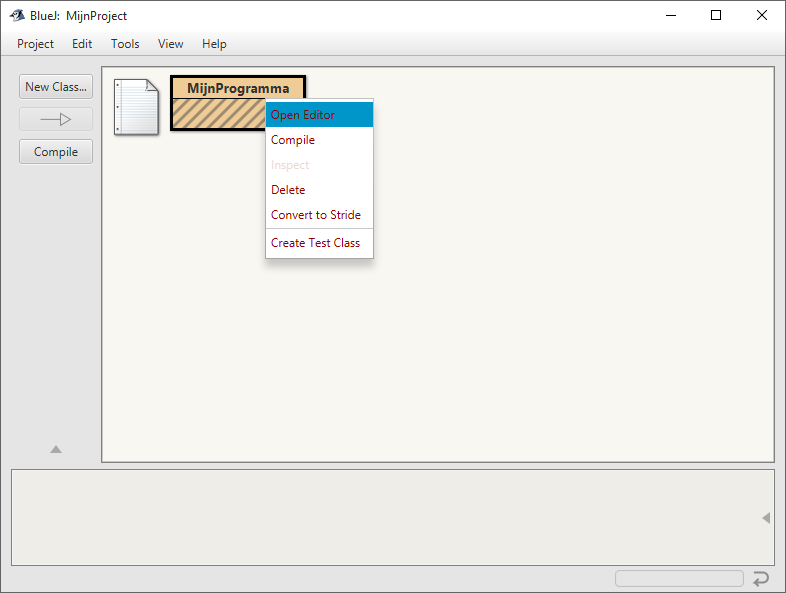 BlueJ:  MijnProject
Project Edit Tools View Help
New Class...
Compile
MijnProgramma
Open Editor
Compile
Inspect
Delete
Convert to Stride
Create Test Class